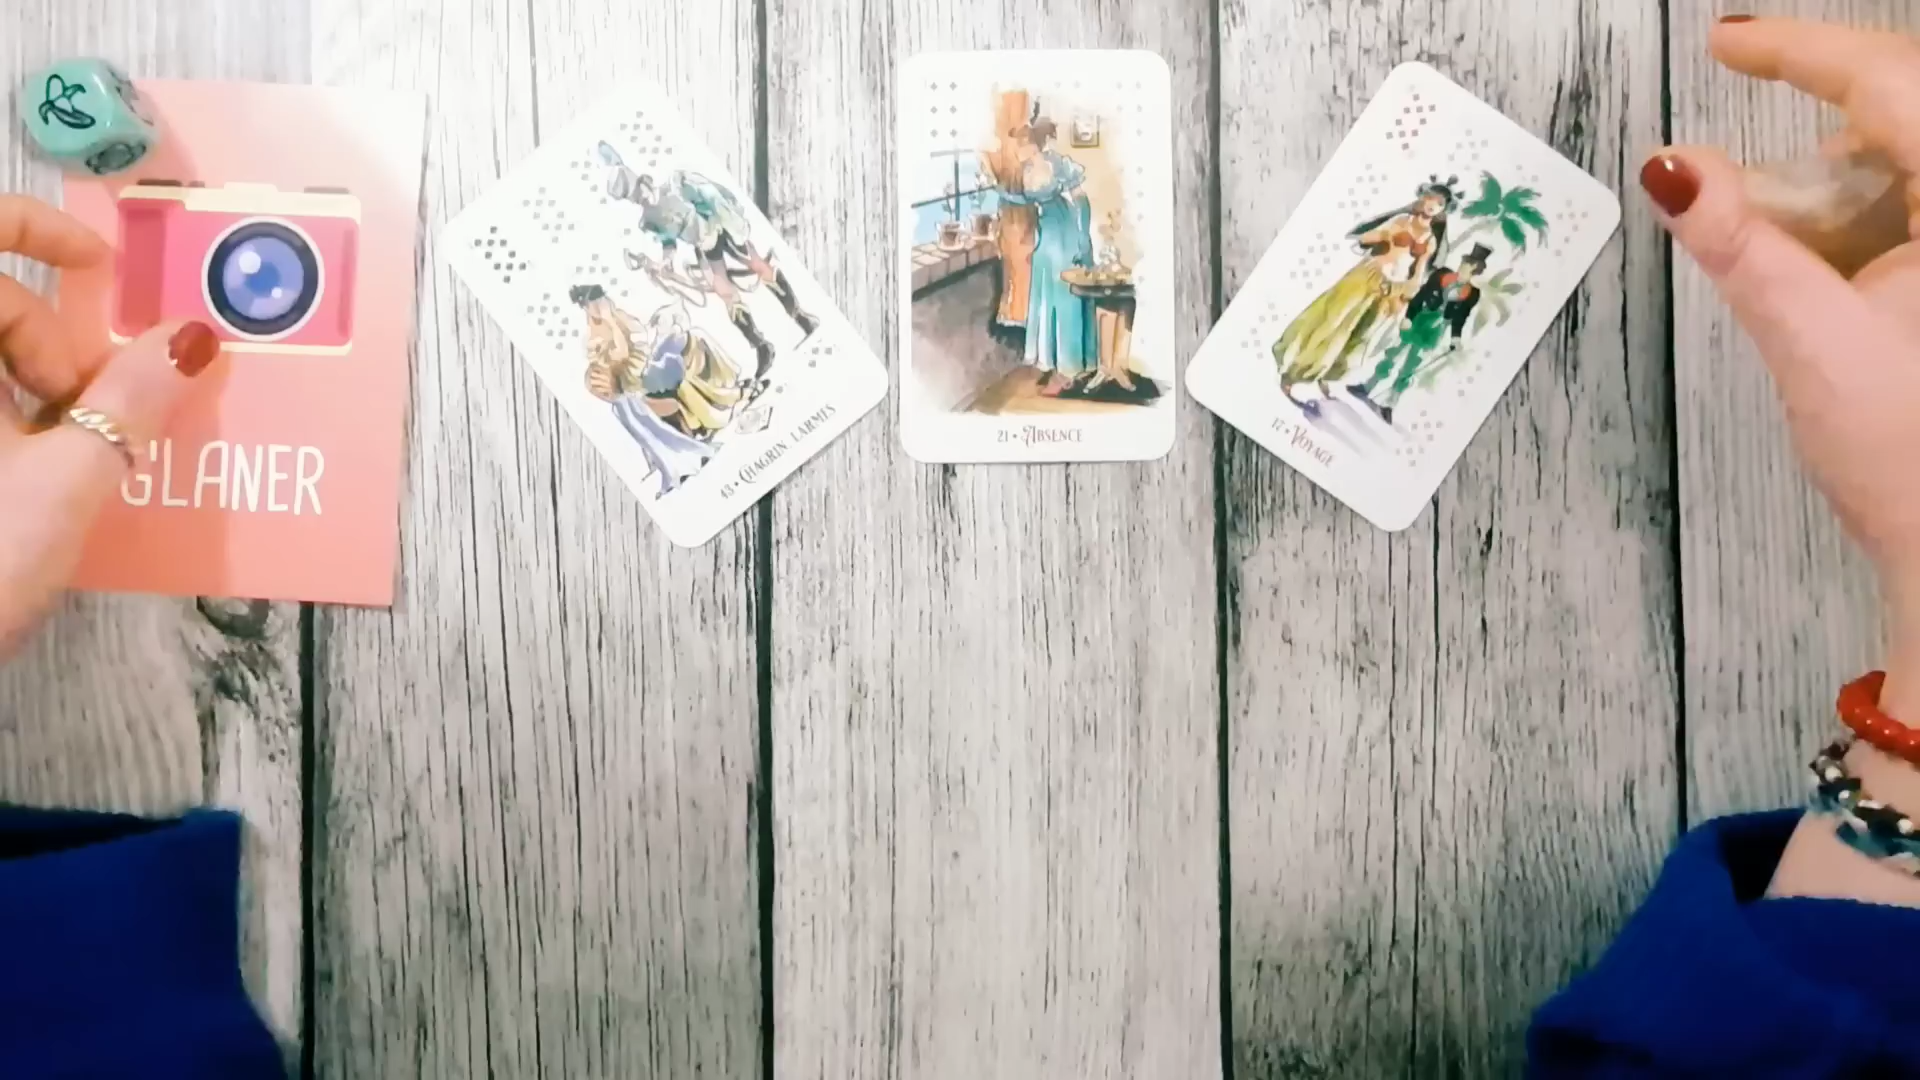 G'LANER
43 • CHAGRIN, LARMES
21 • ABSENCE
17 • VOYAGE